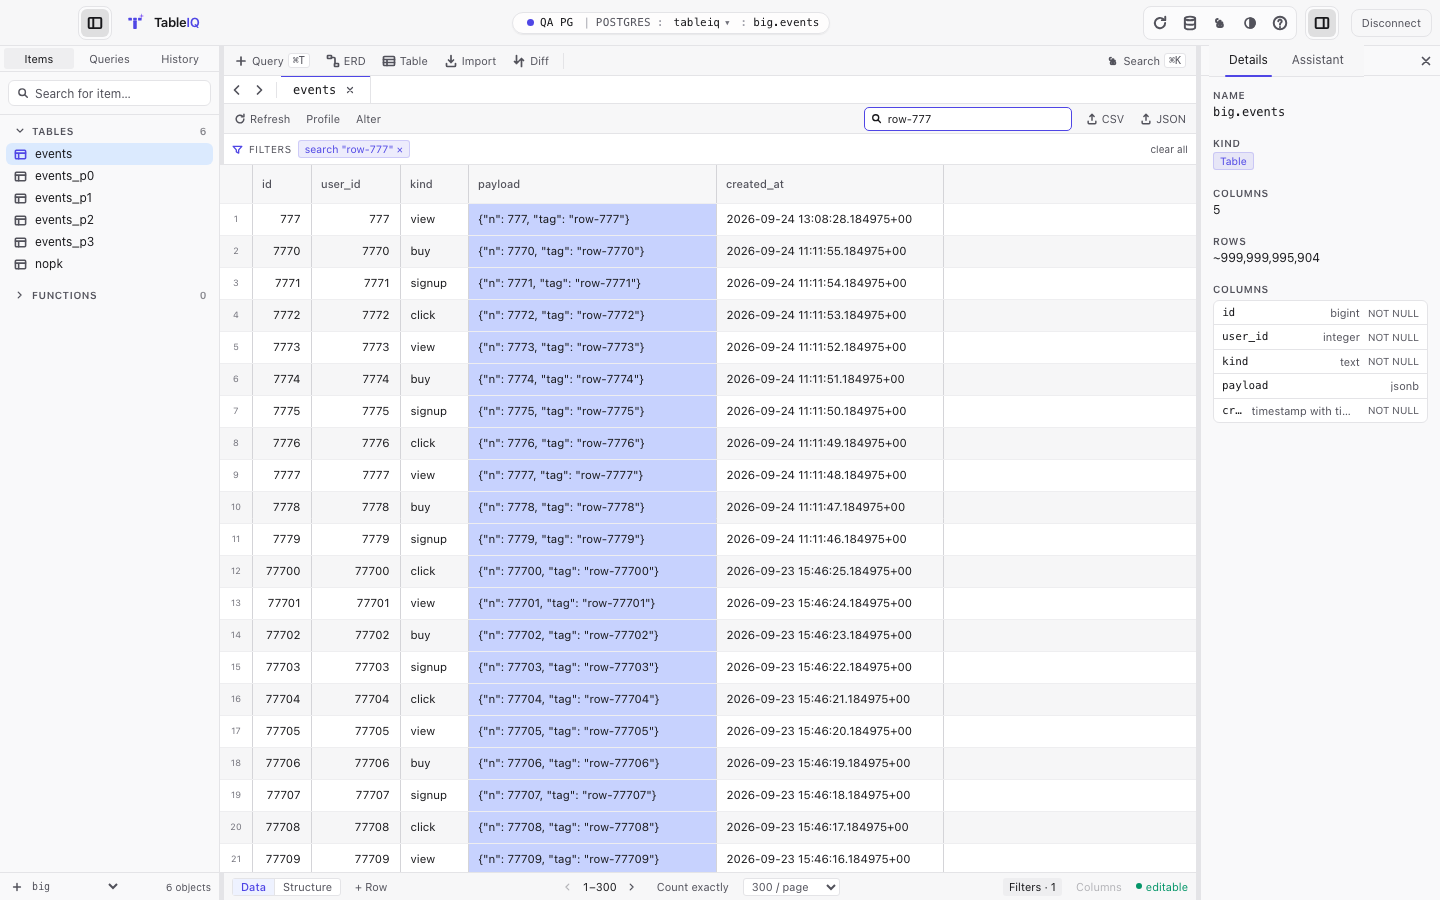 TableIQ
QA PG | POSTGRES : tableiq ▾ : big.events
Disconnect
Items Queries History
Search for item...
TABLES 6
events
events_p0
events_p1
events_p2
events_p3
nopk
FUNCTIONS 0
+ big
6 objects
+ Query ⌘T ERD Table Import Diff
Search ⌘K
events ×
Refresh Profile Alter
row-777
CSV JSON
FILTERS search "row-777" ×
clear all
id user_id kind payload created_at
1 777 777 view {"n": 777, "tag": "row-777"} 2026-09-24 13:08:28.184975+00
2 7770 7770 buy {"n": 7770, "tag": "row-7770"} 2026-09-24 11:11:55.184975+00
3 7771 7771 signup {"n": 7771, "tag": "row-7771"} 2026-09-24 11:11:54.184975+00
4 7772 7772 click {"n": 7772, "tag": "row-7772"} 2026-09-24 11:11:53.184975+00
5 7773 7773 view {"n": 7773, "tag": "row-7773"} 2026-09-24 11:11:52.184975+00
6 7774 7774 buy {"n": 7774, "tag": "row-7774"} 2026-09-24 11:11:51.184975+00
7 7775 7775 signup {"n": 7775, "tag": "row-7775"} 2026-09-24 11:11:50.184975+00
8 7776 7776 click {"n": 7776, "tag": "row-7776"} 2026-09-24 11:11:49.184975+00
9 7777 7777 view {"n": 7777, "tag": "row-7777"} 2026-09-24 11:11:48.184975+00
10 7778 7778 buy {"n": 7778, "tag": "row-7778"} 2026-09-24 11:11:47.184975+00
11 7779 7779 signup {"n": 7779, "tag": "row-7779"} 2026-09-24 11:11:46.184975+00
12 77700 77700 click {"n": 77700, "tag": "row-77700"} 2026-09-23 15:46:25.184975+00
13 77701 77701 view {"n": 77701, "tag": "row-77701"} 2026-09-23 15:46:24.184975+00
14 77702 77702 buy {"n": 77702, "tag": "row-77702"} 2026-09-23 15:46:23.184975+00
15 77703 77703 signup {"n": 77703, "tag": "row-77703"} 2026-09-23 15:46:22.184975+00
16 77704 77704 click {"n": 77704, "tag": "row-77704"} 2026-09-23 15:46:21.184975+00
17 77705 77705 view {"n": 77705, "tag": "row-77705"} 2026-09-23 15:46:20.184975+00
18 77706 77706 buy {"n": 77706, "tag": "row-77706"} 2026-09-23 15:46:19.184975+00
19 77707 77707 signup {"n": 77707, "tag": "row-77707"} 2026-09-23 15:46:18.184975+00
20 77708 77708 click {"n": 77708, "tag": "row-77708"} 2026-09-23 15:46:17.184975+00
21 77709 77709 view {"n": 77709, "tag": "row-77709"} 2026-09-23 15:46:16.184975+00
Data Structure + Row
‹ 1–300 › Count exactly 300 / page
Filters · 1 Columns editable
Details Assistant ×
NAME
big.events
KIND
Table
COLUMNS
5
ROWS
~999,999,995,904
COLUMNS
id bigint NOT NULL
user_id integer NOT NULL
kind text NOT NULL
payload jsonb
cr… timestamp with ti… NOT NULL